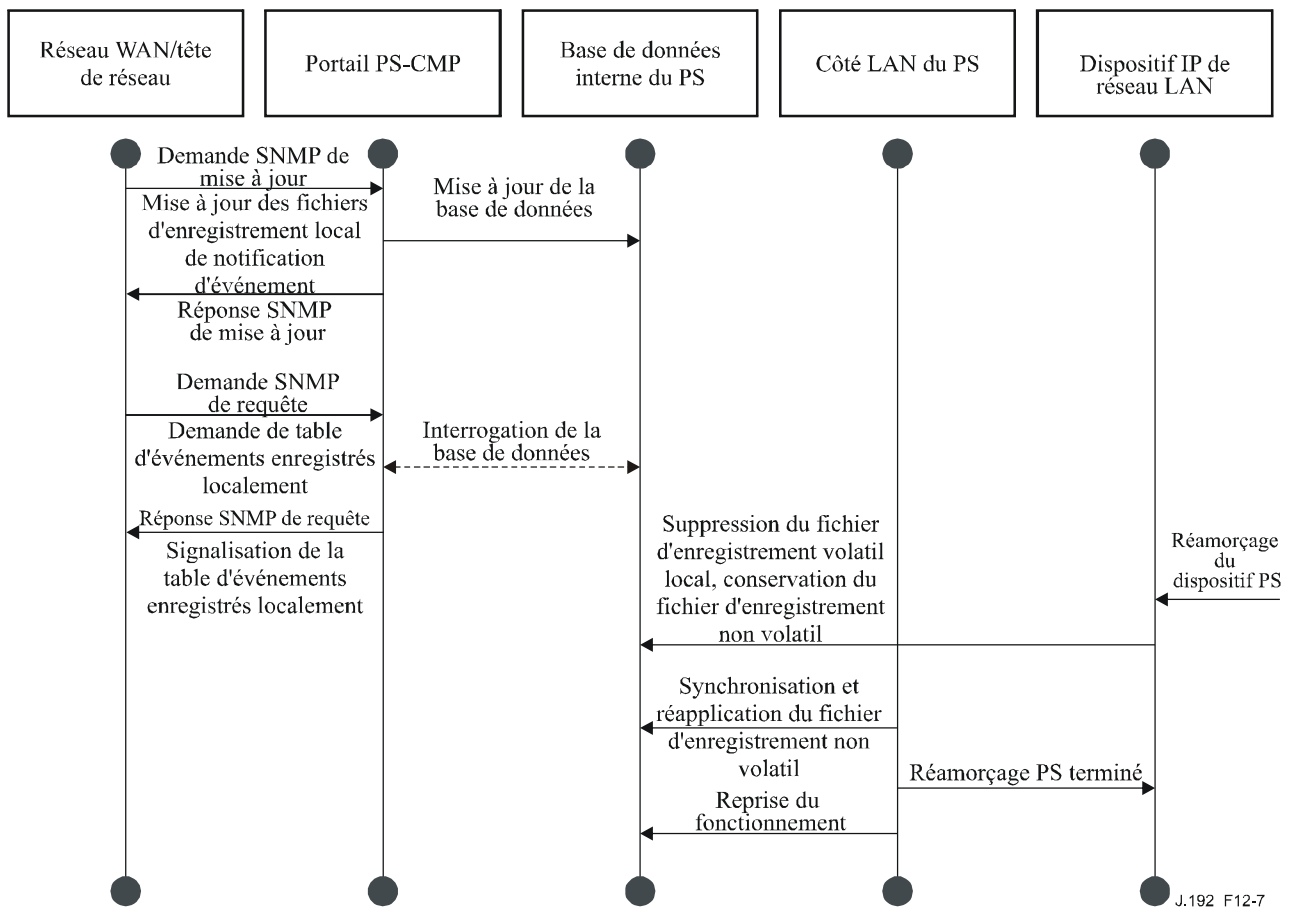 Réseau WAN/tête
de réseau
Portail PS-CMP
Base de données
interne du PS
Côté LAN du PS
Dispositif IP de
réseau LAN
Demande SNMP de
mise à jour
Mise à jour des fichiers
d'enregistrement local
de notification
d'événement
Mise à jour de la
base de données
Réponse SNMP
de mise à jour
Demande SNMP
de requête
Demande de table
d'événements enregistrés
localement
Interrogation de la
base de données
Réponse SNMP de requête
Signalisation de la
table d'événements
enregistrés localement
Suppression du fichier
d'enregistrement volatil
local, conservation du
fichier d'enregistrement
non volatil
Réamorçage
du
dispositif PS
Synchronisation et
réapplication du fichier
d'enregistrement non
volatil
Réamorçage PS terminé
Reprise du
fonctionnement
J.192 F12-7